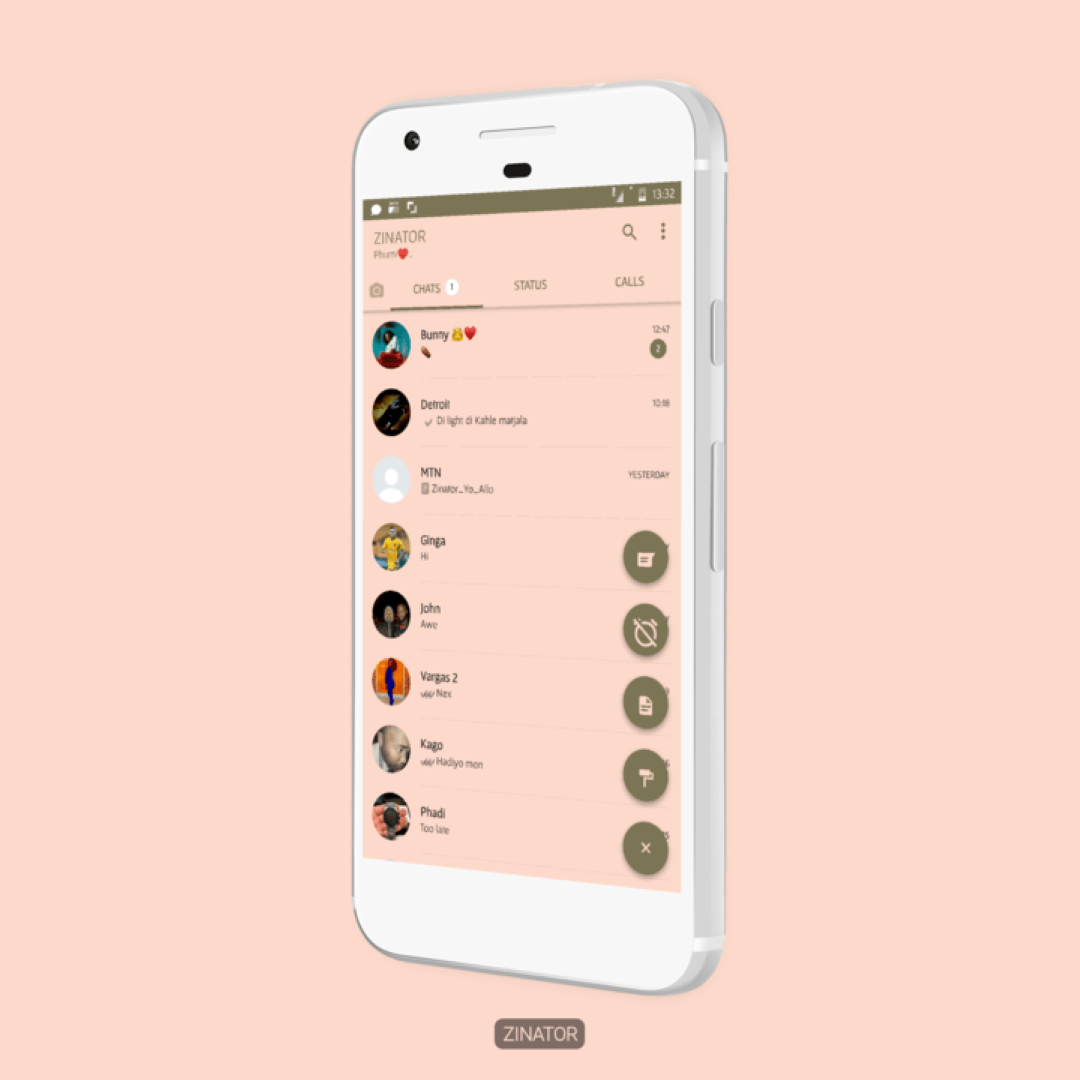 13:32
ZINATOR
Phumi❤️..
CHATS 1
STATUS
CALLS
Bunny 👸❤️
12:47
2
Detroit
10:18
Di light di Kahle marjala
MTN
YESTERDAY
Zinator_Yo_Allo
Ginga
Hi
John
Awe
Vargas 2
Nex
Kago
Hadiyo mon
Phadi
Too late
ZINATOR